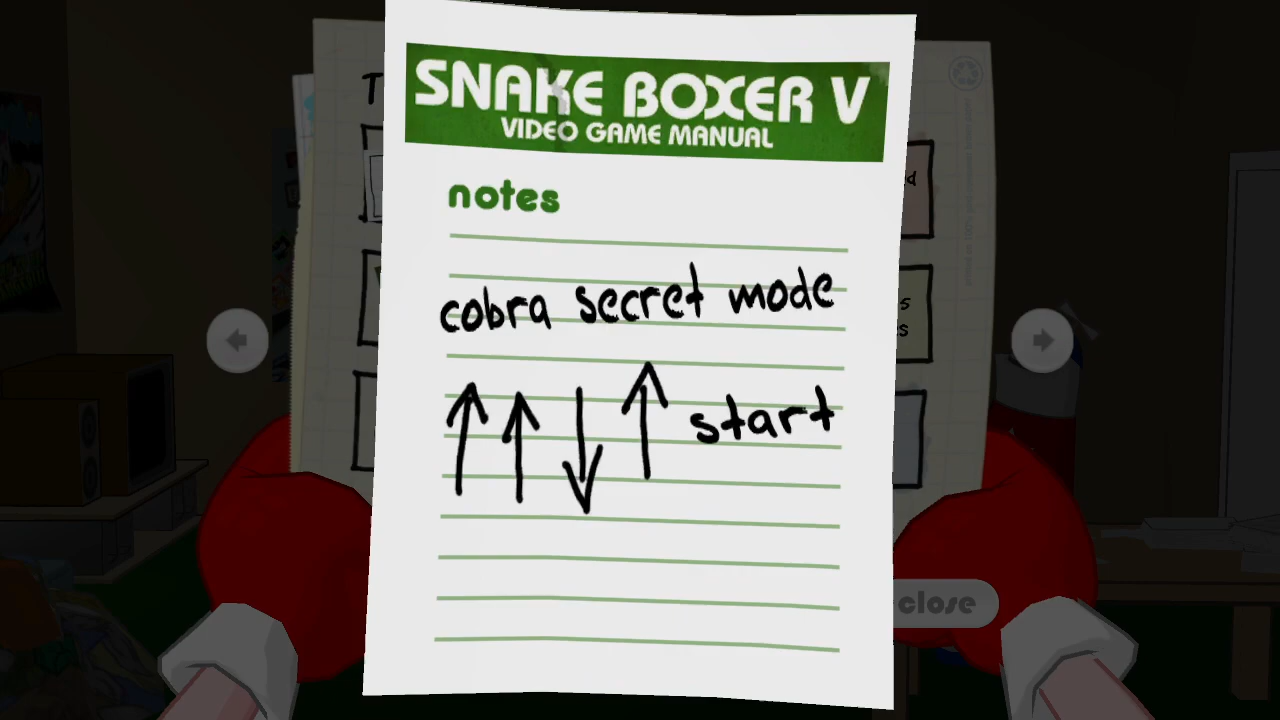 SNAKE BOXER V
VIDEO GAME MANUAL
notes
cobra secret mode
start
close